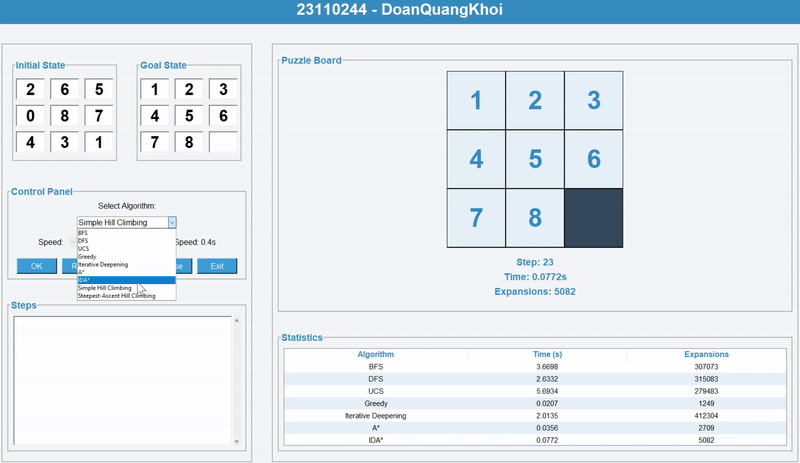 23110244 - DoanQuangKhoi
Initial State
2 6 5
0 8 7
4 3 1
Goal State
1 2 3
4 5 6
7 8
Control Panel
Select Algorithm:
Simple Hill Climbing
BFS
DFS
UCS
Greedy
Iterative Deepening
A*
IDA*
Simple Hill Climbing
Steepest-Ascent Hill Climbing
Speed:
Speed: 0.4s
OK
Exit
Steps
Puzzle Board
1 2 3
4 5 6
7 8
Step: 23
Time: 0.0772s
Expansions: 5082
Statistics
Algorithm Time (s) Expansions
BFS 3.6698 307073
DFS 2.6332 315083
UCS 5.6934 279483
Greedy 0.0207 1249
Iterative Deepening 2.0135 412304
A* 0.0356 2709
IDA* 0.0772 5082